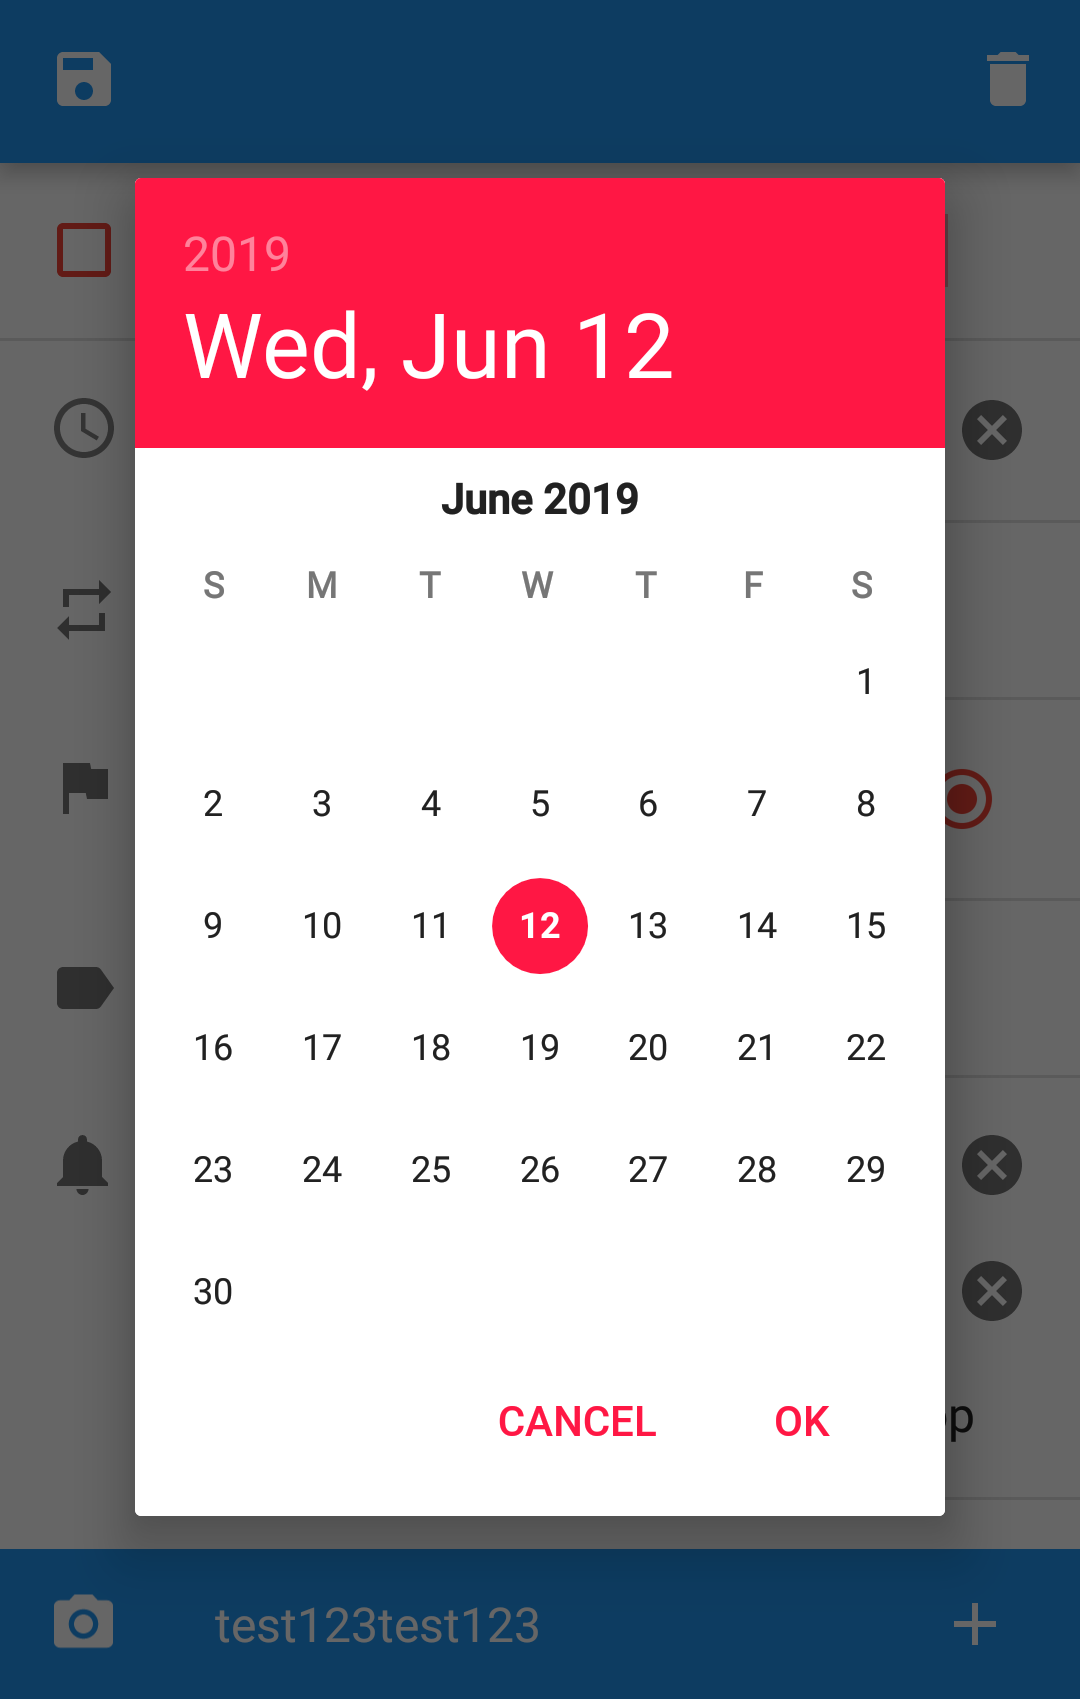 2019
Wed, Jun 12
June 2019
S M T W T F S
1
2 3 4 5 6 7 8
9 10 11 12 13 14 15
16 17 18 19 20 21 22
23 24 25 26 27 28 29
30
CANCEL OK
test123test123